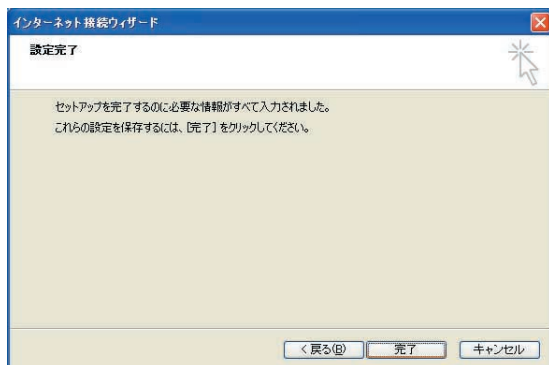 インターネット接続ウィザード
設定完了
セットアップを完了するのに必要な情報がすべて入力されました。
これらの設定を保存するには、[完了] をクリックしてください。
< 戻る(B)
完了
キャンセル